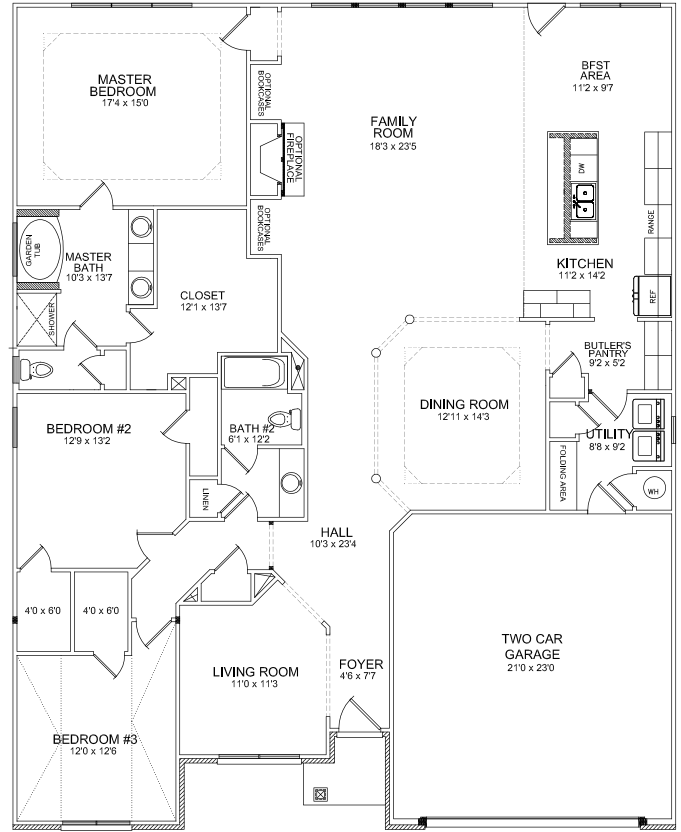 MASTER
BEDROOM
17'4 x 15'0
OPTIONAL
BOOKCASES
OPTIONAL
FIREPLACE
OPTIONAL
BOOKCASES
FAMILY
ROOM
18'3 x 23'5
BFST
AREA
11'2 x 9'7
DW
RANGE
KITCHEN
11'2 x 14'2
REF
GARDEN
TUB
MASTER
BATH
10'3 x 13'7
SHOWER
CLOSET
12'1 x 13'7
BUTLER'S
PANTRY
9'2 x 5'2
DINING ROOM
12'11 x 14'3
UTILITY
8'8 x 9'2
FOLDING AREA
WH
BEDROOM #2
12'9 x 13'2
BATH #2
6'1 x 12'2
LINEN
HALL
10'3 x 23'4
4'0 x 6'0
4'0 x 6'0
LIVING ROOM
11'0 x 11'3
FOYER
4'6 x 7'7
TWO CAR
GARAGE
21'0 x 23'0
BEDROOM #3
12'0 x 12'6